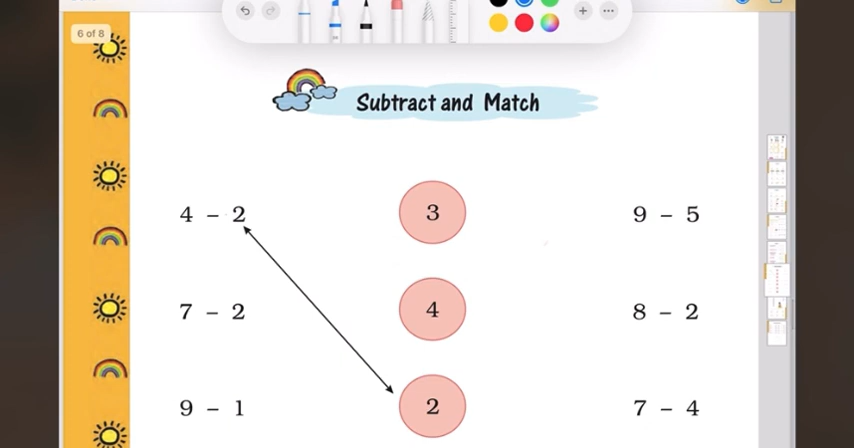 6 of 8
Subtract and Match
4 – 2
3
9 – 5
7 – 2
4
8 – 2
9 – 1
2
7 – 4